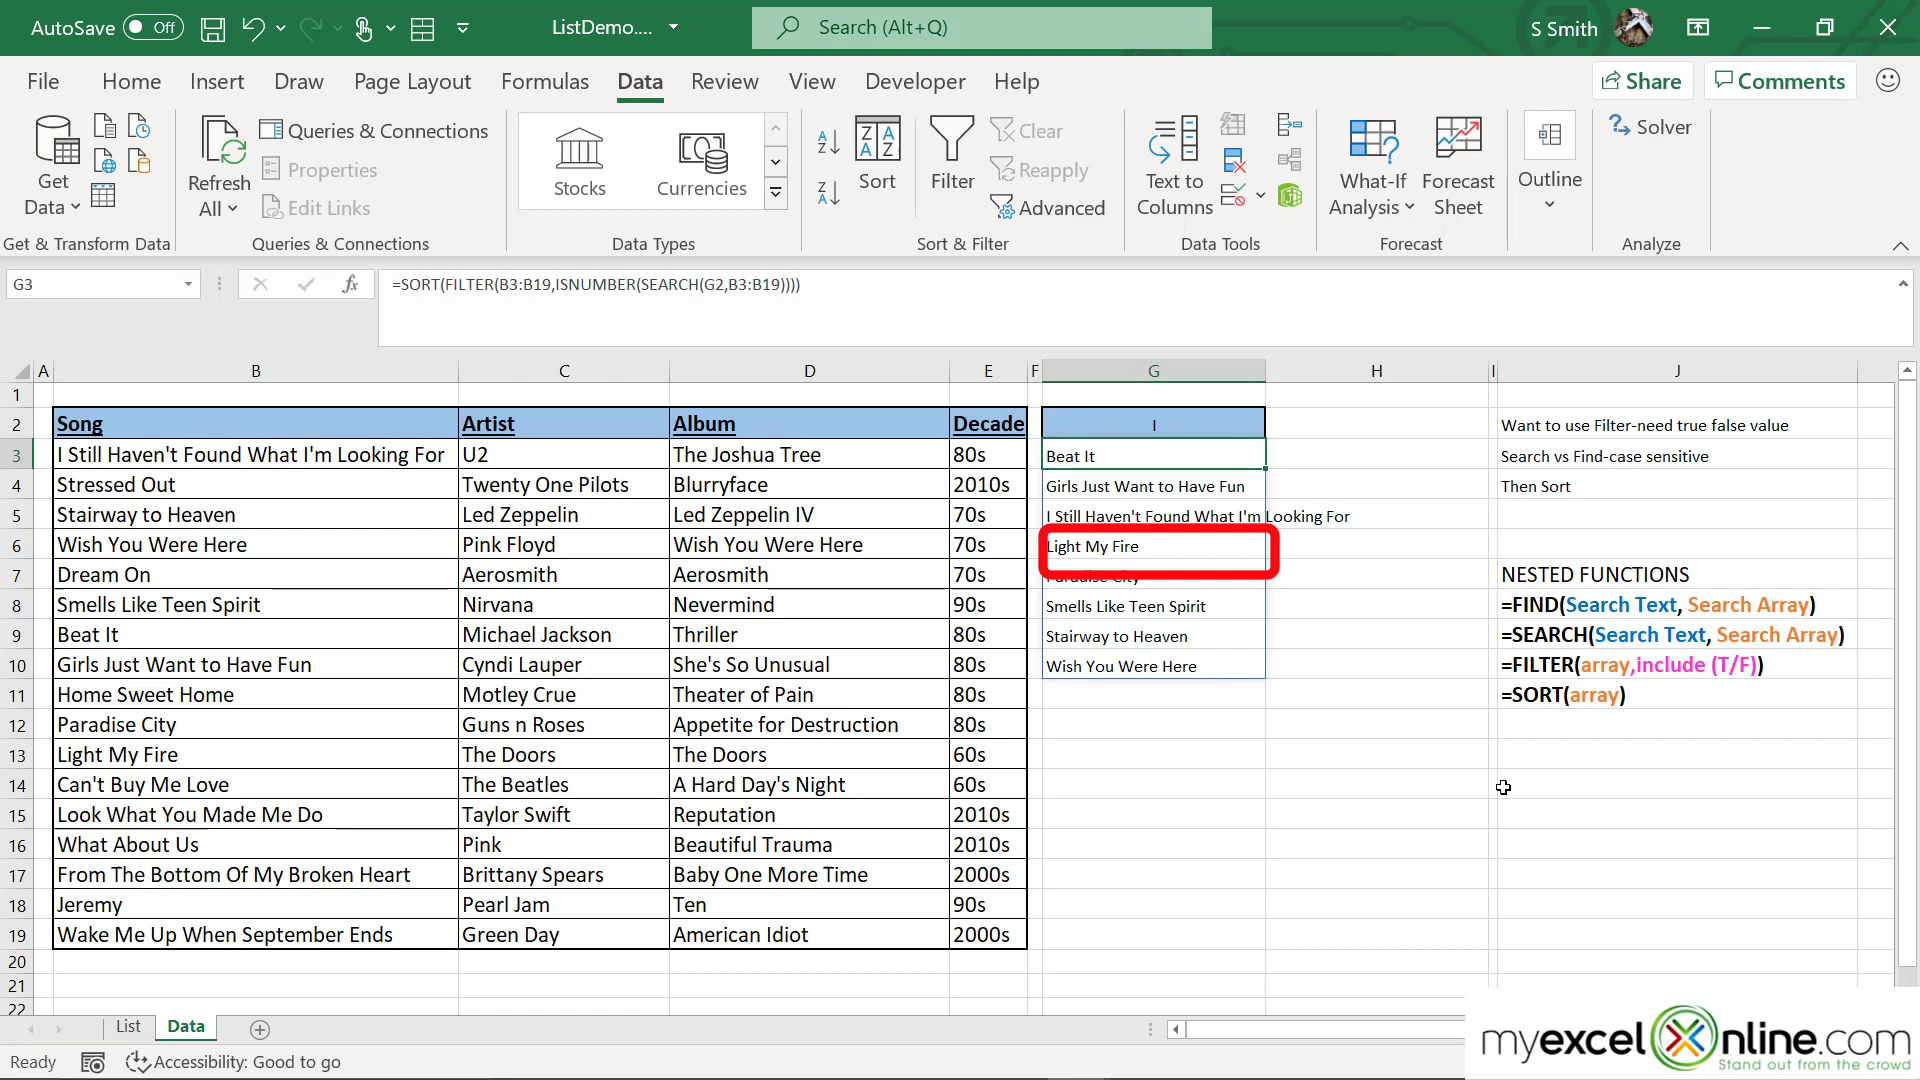 AutoSave Off ListDemo.... Search (Alt+Q) S Smith
File Home Insert Draw Page Layout Formulas Data Review View Developer Help Share Comments
Get Data
Refresh All
Queries & Connections
Properties
Edit Links
Stocks Currencies
Sort
Filter
Clear
Reapply
Advanced
Text to Columns
What-If Analysis
Forecast Sheet
Outline
Solver
Get & Transform Data Queries & Connections Data Types Sort & Filter Data Tools Forecast Analyze
G3 fx =SORT(FILTER(B3:B19,ISNUMBER(SEARCH(G2,B3:B19))))
A B C D E F G H I J
1
2 Song Artist Album Decade I Want to use Filter-need true false value
3 I Still Haven't Found What I'm Looking For U2 The Joshua Tree 80s Beat It Search vs Find-case sensitive
4 Stressed Out Twenty One Pilots Blurryface 2010s Girls Just Want to Have Fun Then Sort
5 Stairway to Heaven Led Zeppelin Led Zeppelin IV 70s I Still Haven't Found What I'm Looking For
6 Wish You Were Here Pink Floyd Wish You Were Here 70s Light My Fire
7 Dream On Aerosmith Aerosmith 70s Paradise City NESTED FUNCTIONS
8 Smells Like Teen Spirit Nirvana Nevermind 90s Smells Like Teen Spirit =FIND(Search Text, Search Array)
9 Beat It Michael Jackson Thriller 80s Stairway to Heaven =SEARCH(Search Text, Search Array)
10 Girls Just Want to Have Fun Cyndi Lauper She's So Unusual 80s Wish You Were Here =FILTER(array,include (T/F))
11 Home Sweet Home Motley Crue Theater of Pain 80s =SORT(array)
12 Paradise City Guns n Roses Appetite for Destruction 80s
13 Light My Fire The Doors The Doors 60s
14 Can't Buy Me Love The Beatles A Hard Day's Night 60s
15 Look What You Made Me Do Taylor Swift Reputation 2010s
16 What About Us Pink Beautiful Trauma 2010s
17 From The Bottom Of My Broken Heart Brittany Spears Baby One More Time 2000s
18 Jeremy Pearl Jam Ten 90s
19 Wake Me Up When September Ends Green Day American Idiot 2000s
20
21
22
List Data
Ready Accessibility: Good to go
myexcelOnline.com
Stand out from the crowd